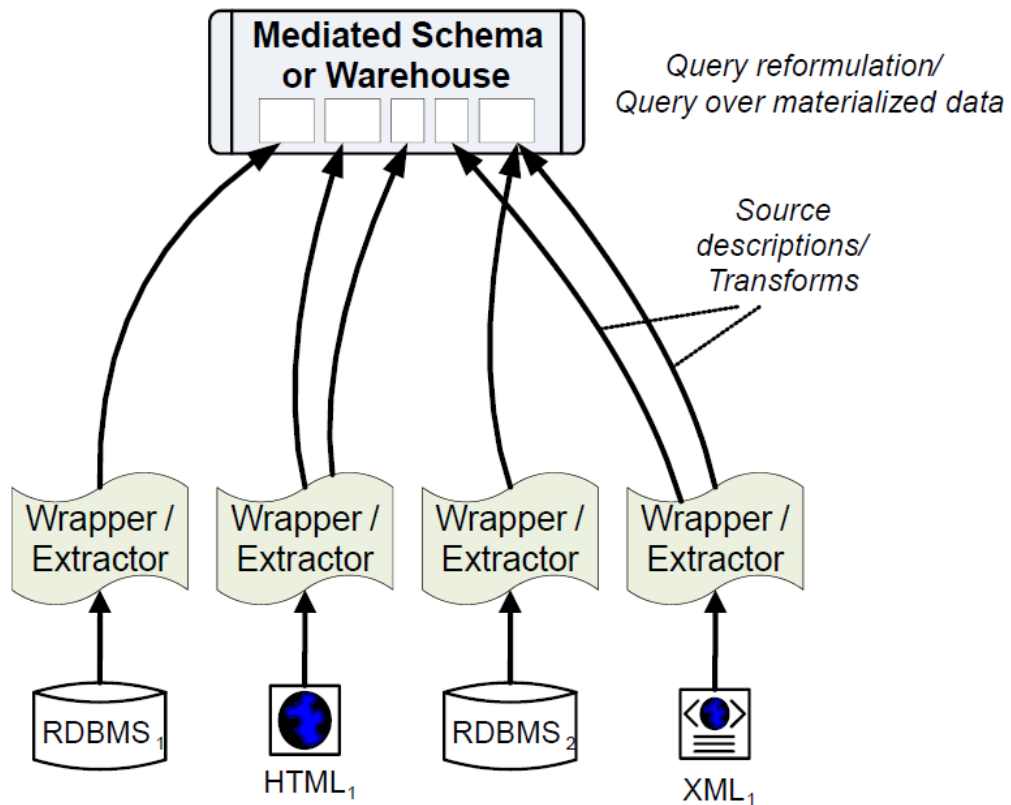 Mediated Schema
or Warehouse
Query reformulation/
Query over materialized data
Source
descriptions/
Transforms
Wrapper /
Extractor
Wrapper /
Extractor
Wrapper /
Extractor
Wrapper /
Extractor
RDBMS1
HTML1
RDBMS2
XML1